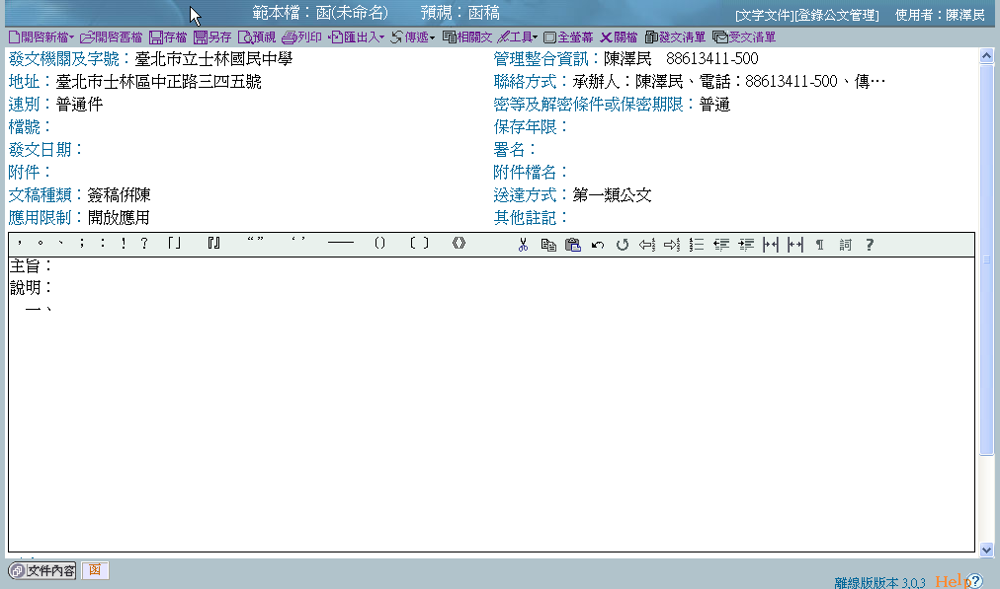 範本檔：函(未命名) 預視：函稿 [文字文件][登錄公文管理] 使用者：陳澤民
開啓新檔 開啓舊檔 存檔 另存 預視 列印 匯出入 傳遞 相關文 工具 全螢幕 關檔 發文清單 受文清單
發文機關及字號：臺北市立士林國民中學 管理整合資訊：陳澤民 88613411-500
地址：臺北市士林區中正路三四五號 聯絡方式：承辦人：陳澤民、電話：88613411-500、傳…
速別：普通件 密等及解密條件或保密期限：普通
檔號： 保存年限：
發文日期： 署名：
附件： 附件檔名：
文稿種類：簽稿併陳 送達方式：第一類公文
應用限制：開放應用 其他註記：
， 。 、 ； ： ！ ？ 「」 『』 “ ” ‘ ’ —— （） 〔 〕 《》 ¶ 詞 ?
主旨：
說明：
一、
文件內容 函
離線版版本 3.0.3 Help?